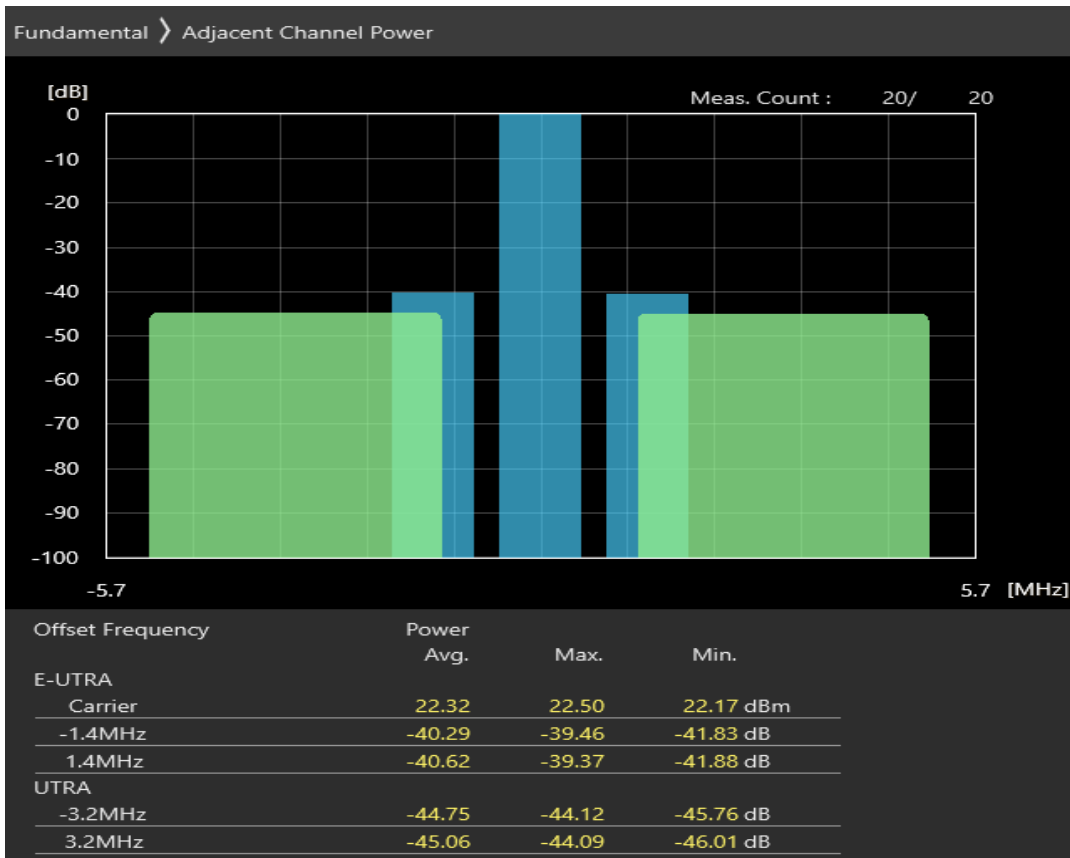 Fundamental 〉 Adjacent Channel Power
[dB]
Meas. Count : 20/ 20
0
-10
-20
-30
-40
-50
-60
-70
-80
-90
-100
-5.7 5.7 [MHz]
Offset Frequency Power
Avg. Max. Min.
E-UTRA
Carrier 22.32 22.50 22.17 dBm
-1.4MHz -40.29 -39.46 -41.83 dB
1.4MHz -40.62 -39.37 -41.88 dB
UTRA
-3.2MHz -44.75 -44.12 -45.76 dB
3.2MHz -45.06 -44.09 -46.01 dB